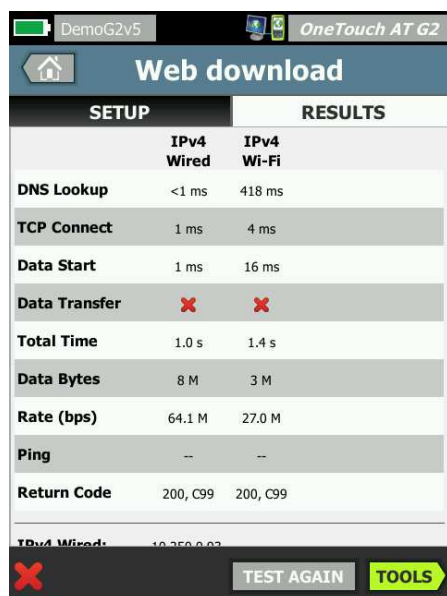 DemoG2v5 OneTouch AT G2
Web download
SETUP RESULTS
IPv4 IPv4
Wired Wi-Fi
DNS Lookup <1 ms 418 ms
TCP Connect 1 ms 4 ms
Data Start 1 ms 16 ms
Data Transfer
Total Time 1.0 s 1.4 s
Data Bytes 8 M 3 M
Rate (bps) 64.1 M 27.0 M
Ping -- --
Return Code 200, C99 200, C99
IPv4 Wired:
TEST AGAIN TOOLS